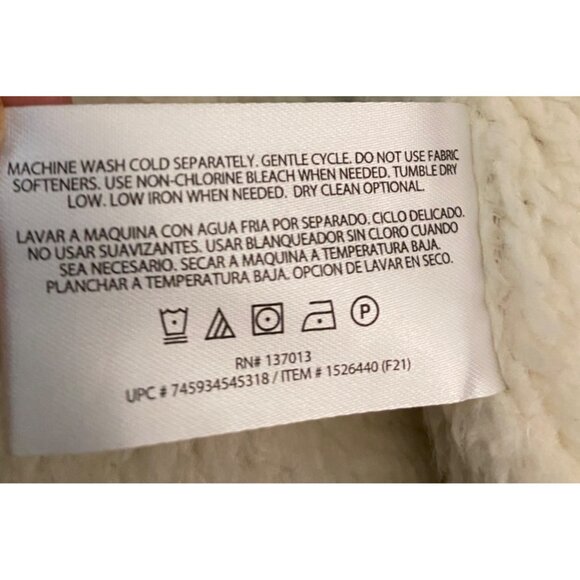 MACHINE WASH COLD SEPARATELY. GENTLE CYCLE. DO NOT USE FABRIC
SOFTENERS. USE NON-CHLORINE BLEACH WHEN NEEDED. TUMBLE DRY
LOW. LOW IRON WHEN NEEDED. DRY CLEAN OPTIONAL.
LAVAR A MAQUINA CON AGUA FRIA POR SEPARADO. CICLO DELICADO.
NO USAR SUAVIZANTES. USAR BLANQUEADOR SIN CLORO CUANDO
SEA NECESARIO. SECAR A MAQUINA A TEMPERATURA BAJA.
PLANCHAR A TEMPERATURA BAJA. OPCION DE LAVAR EN SECO.
P
RN# 137013
UPC # 745934545318 / ITEM # 1526440 (F21)